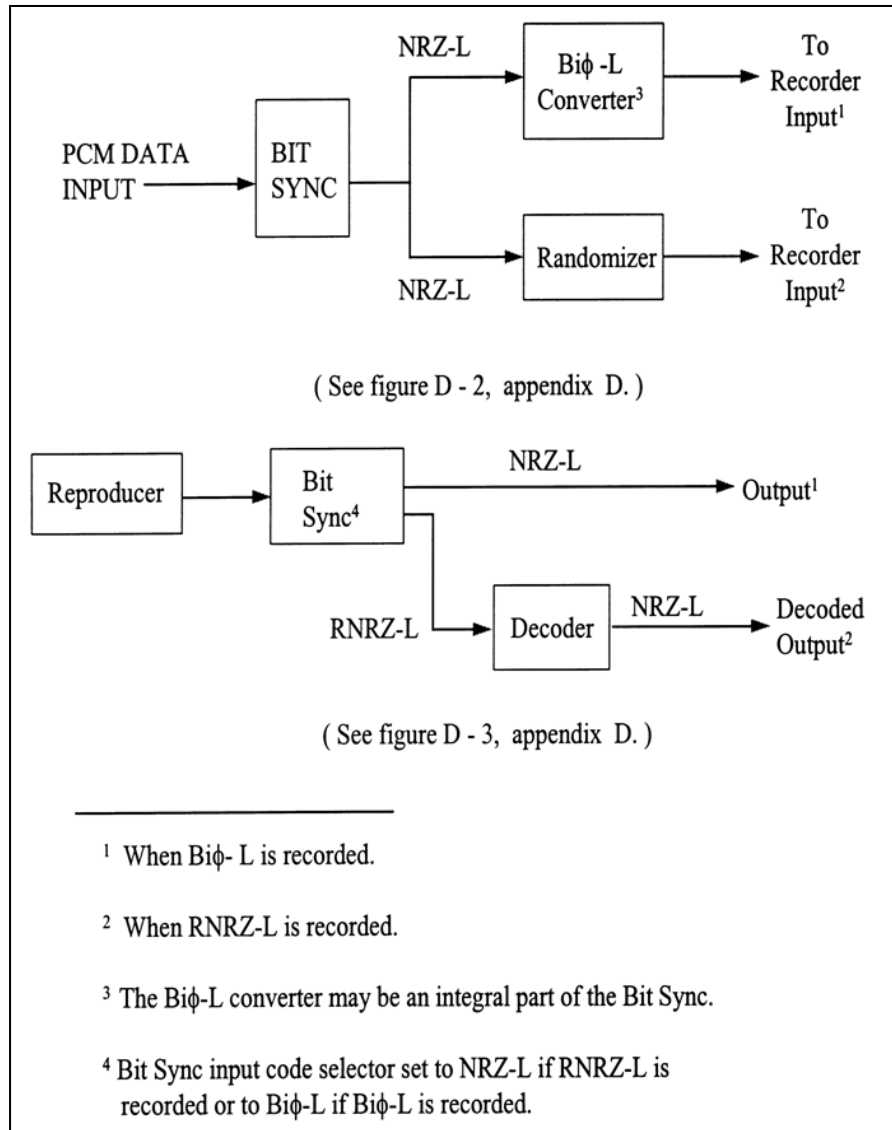 NRZ-L
Biϕ -L
Converter³
To
Recorder
Input¹
PCM DATA
INPUT
BIT
SYNC
NRZ-L
Randomizer
To
Recorder
Input²
( See figure D - 2, appendix D. )
Reproducer
Bit
Sync⁴
NRZ-L
Output¹
RNRZ-L
Decoder
NRZ-L
Decoded
Output²
( See figure D - 3, appendix D. )
¹ When Biϕ- L is recorded.
² When RNRZ-L is recorded.
³ The Biϕ-L converter may be an integral part of the Bit Sync.
⁴ Bit Sync input code selector set to NRZ-L if RNRZ-L is
recorded or to Biϕ-L if Biϕ-L is recorded.